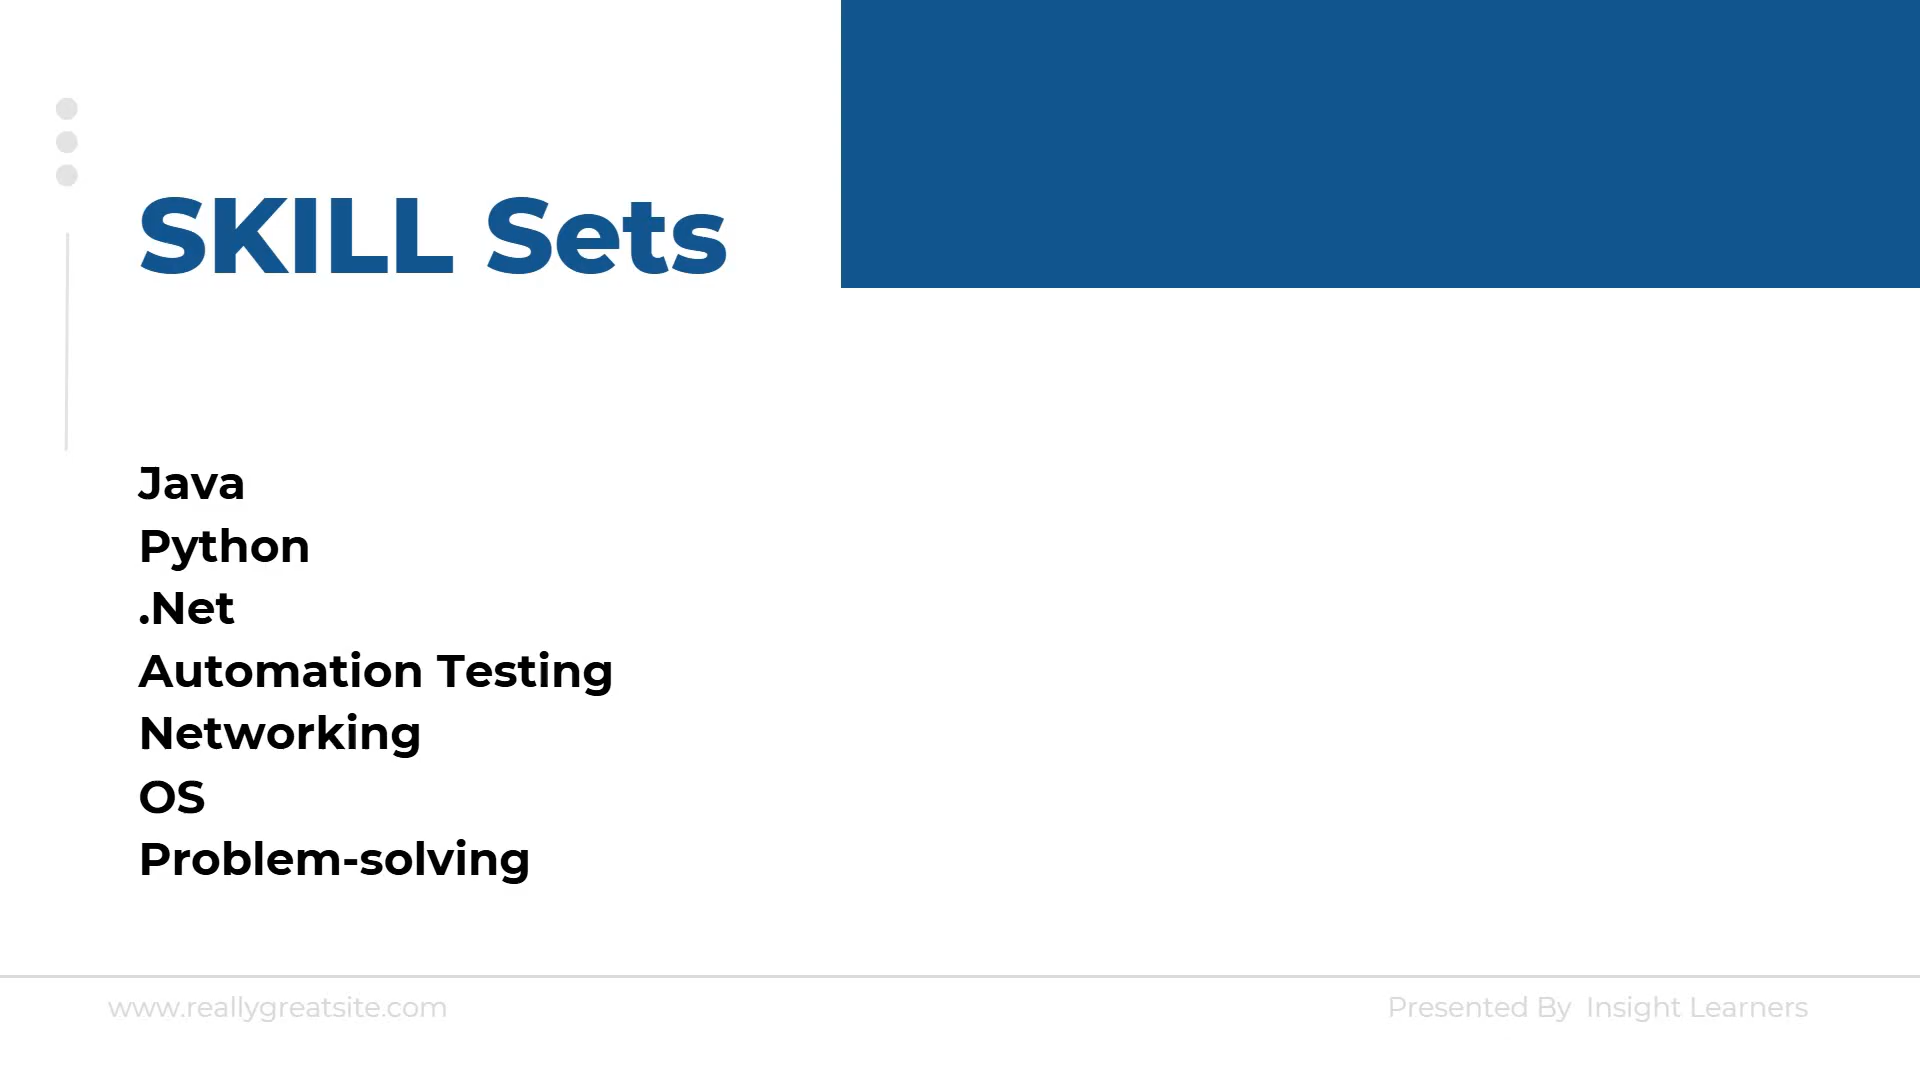 SKILL Sets
Java
Python
.Net
Automation Testing
Networking
OS
Problem-solving
www.reallygreatsite.com
Presented By  Insight Learners